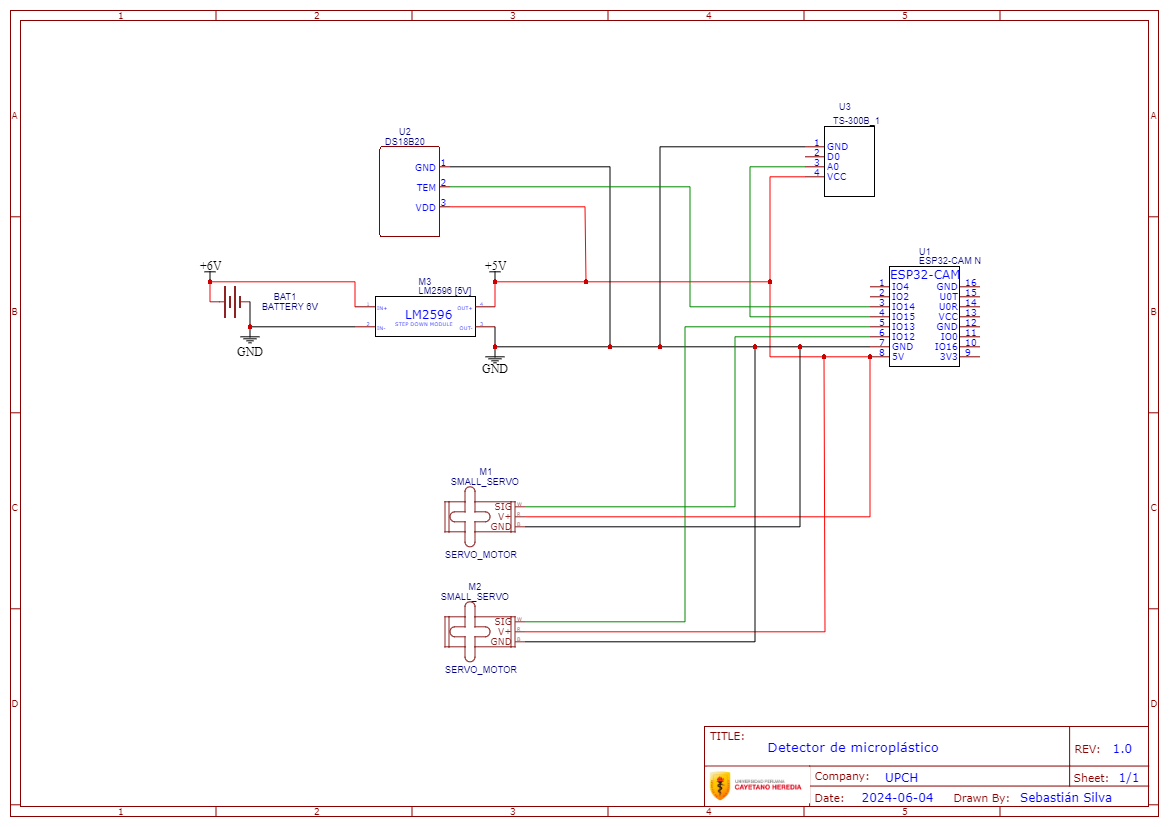 1 2 3 4 5
A A
U3
TS-300B_1
1 GND
2 D0
3 A0
4 VCC
U2
DS18B20
GND 1
TEM 2
VDD 3
B B
+6V
BAT1
BATTERY 6V
GND
M3
LM2596 [5V]
1 IN+ OUT+ 4
LM2596
STEP DOWN MODULE
2 IN- OUT- 3
+5V
GND
U1
ESP32-CAM N
ESP32-CAM
1 IO4 GND 16
2 IO2 U0T 15
3 IO14 U0R 14
4 IO15 VCC 13
5 IO13 GND 12
6 IO12 IO0 11
7 GND IO16 10
8 5V 3V3 9
C C
M1
SMALL_SERVO
SIG W
V+ R
GND
SERVO_MOTOR
M2
SMALL_SERVO
SIG W
V+ R
GND
SERVO_MOTOR
D D
TITLE:
Detector de microplástico
REV: 1.0
UNIVERSIDAD PERUANA
CAYETANO HEREDIA
Company: UPCH
Sheet: 1/1
Date: 2024-06-04 Drawn By: Sebastián Silva
1 2 3 4 5